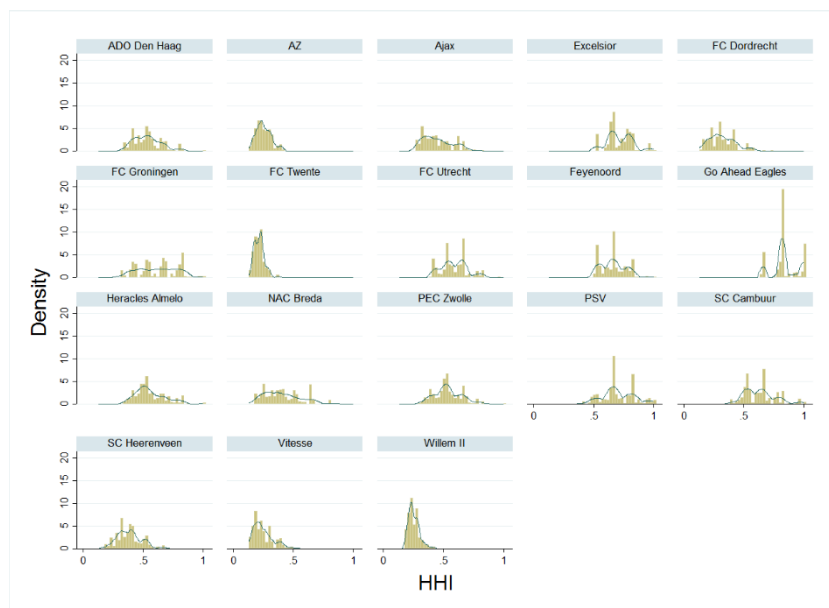 ADO Den Haag AZ Ajax Excelsior FC Dordrecht
20
15
10
5
0
FC Groningen FC Twente FC Utrecht Feyenoord Go Ahead Eagles
20
15
10
5
0
Density
Heracles Almelo NAC Breda PEC Zwolle PSV SC Cambuur
20
15
10
5
0
0 .5 1 0 .5 1
SC Heerenveen Vitesse Willem II
20
15
10
5
0
0 .5 1 0 .5 1 0 .5 1
HHI